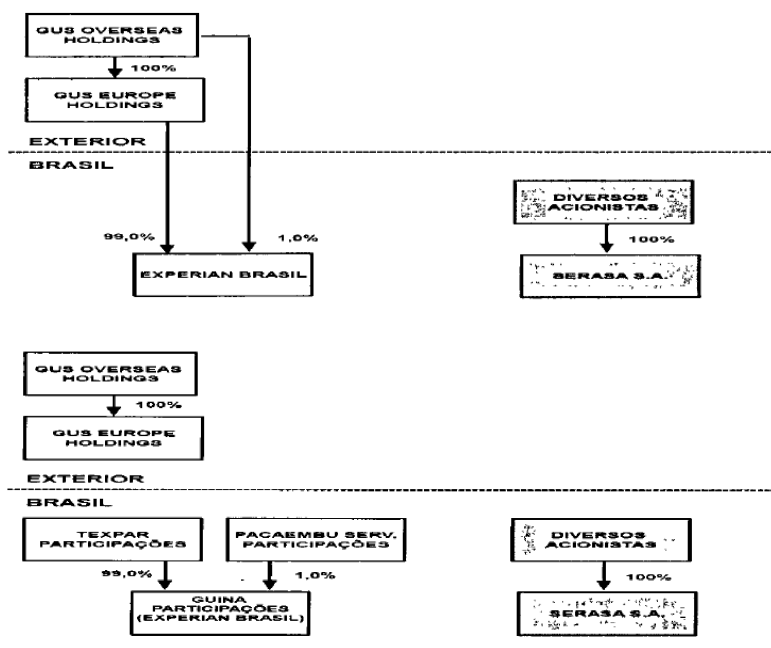 GUS OVERSEAS
HOLDINGS
100%
GUS EUROPE
HOLDINGS
EXTERIOR
BRASIL
DIVERSOS
ACIONISTAS
99,0%
1,0%
100%
EXPERIAN BRASIL
SERASA S.A.
GUS OVERSEAS
HOLDINGS
100%
GUS EUROPE
HOLDINGS
EXTERIOR
BRASIL
TEXPAR
PARTICIPAÇÕES
PACAEMBU SERV.
PARTICIPAÇÕES
DIVERSOS
ACIONISTAS
99,0%
1,0%
100%
GUINA
PARTICIPAÇÕES
(EXPERIAN BRASIL)
SERASA S.A.